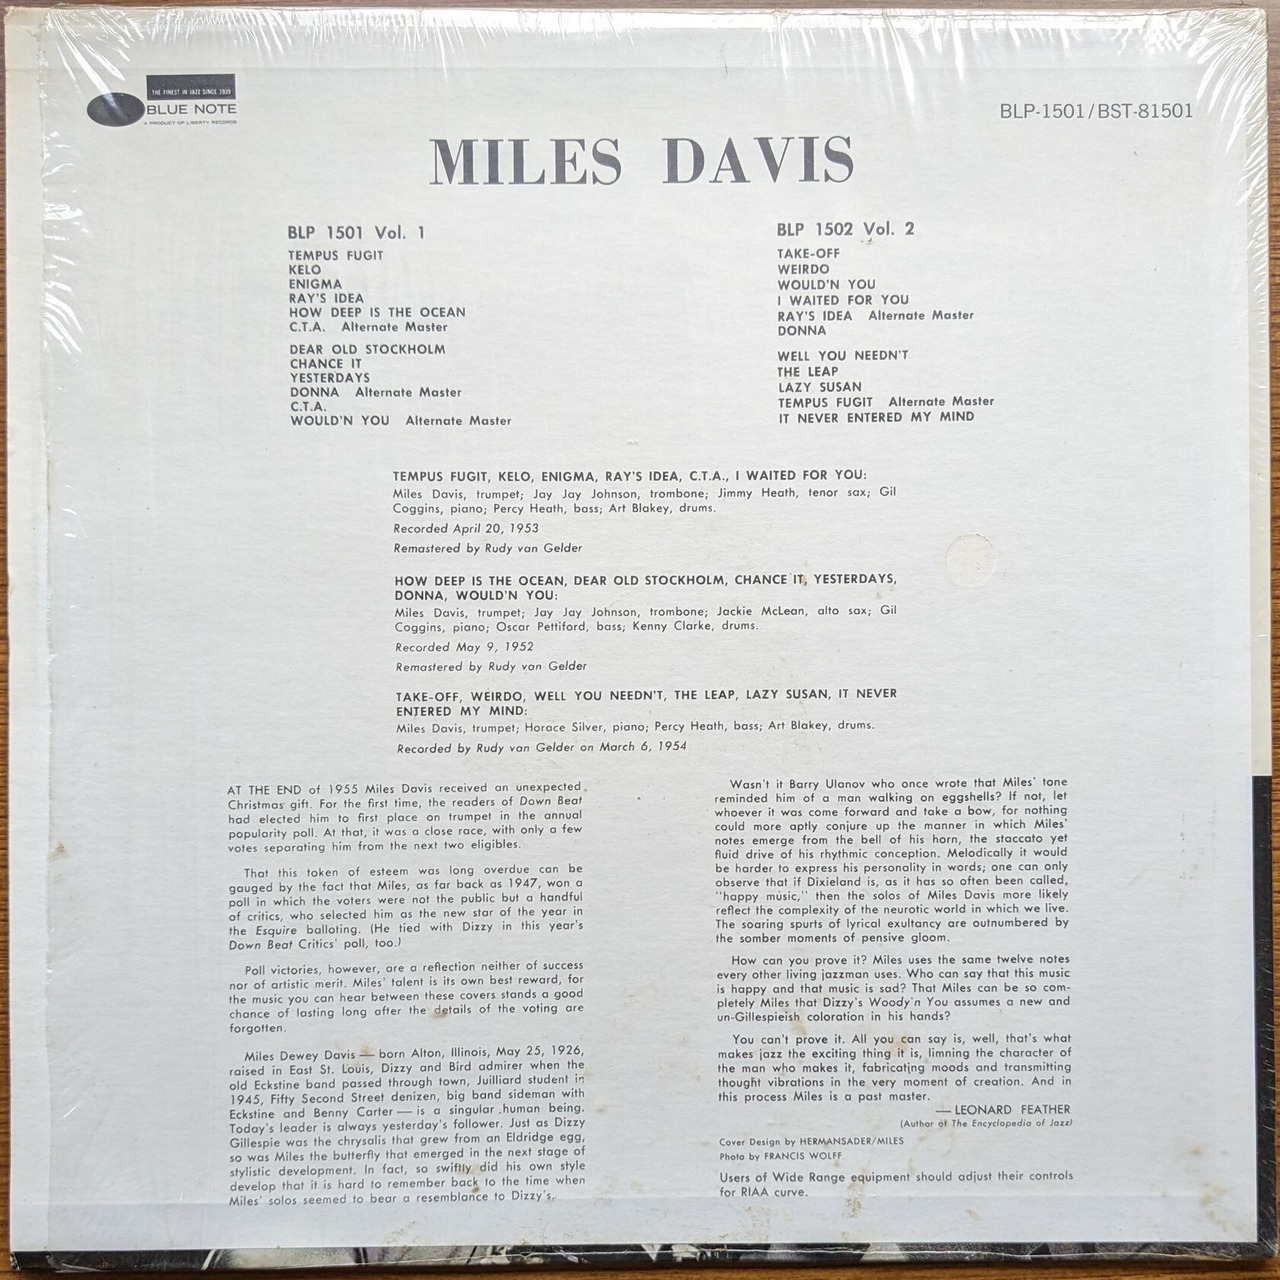 THE FINEST IN JAZZ SINCE 1939
BLUE NOTE
A PRODUCT OF LIBERTY RECORDS
BLP-1501/BST-81501
MILES DAVIS
BLP 1501 Vol. 1
TEMPUS FUGIT
KELO
ENIGMA
RAY'S IDEA
HOW DEEP IS THE OCEAN
C.T.A. Alternate Master
DEAR OLD STOCKHOLM
CHANCE IT
YESTERDAYS
DONNA Alternate Master
C.T.A.
WOULD'N YOU Alternate Master
BLP 1502 Vol. 2
TAKE-OFF
WEIRDO
WOULD'N YOU
I WAITED FOR YOU
RAY'S IDEA Alternate Master
DONNA
WELL YOU NEEDN'T
THE LEAP
LAZY SUSAN
TEMPUS FUGIT Alternate Master
IT NEVER ENTERED MY MIND
TEMPUS FUGIT, KELO, ENIGMA, RAY'S IDEA, C.T.A., I WAITED FOR YOU:
Miles Davis, trumpet; Jay Jay Johnson, trombone; Jimmy Heath, tenor sax; Gil
Coggins, piano; Percy Heath, bass; Art Blakey, drums.
Recorded April 20, 1953
Remastered by Rudy van Gelder
HOW DEEP IS THE OCEAN, DEAR OLD STOCKHOLM, CHANCE IT, YESTERDAYS,
DONNA, WOULD'N YOU:
Miles Davis, trumpet; Jay Jay Johnson, trombone; Jackie McLean, alto sax; Gil
Coggins, piano; Oscar Pettiford, bass; Kenny Clarke, drums.
Recorded May 9, 1952
Remastered by Rudy van Gelder
TAKE-OFF, WEIRDO, WELL YOU NEEDN'T, THE LEAP, LAZY SUSAN, IT NEVER
ENTERED MY MIND:
Miles Davis, trumpet; Horace Silver, piano; Percy Heath, bass; Art Blakey, drums.
Recorded by Rudy van Gelder on March 6, 1954
AT THE END of 1955 Miles Davis received an unexpected
Christmas gift. For the first time, the readers of Down Beat
had elected him to first place on trumpet in the annual
popularity poll. At that, it was a close race, with only a few
votes separating him from the next two eligibles.
That this token of esteem was long overdue can be
gauged by the fact that Miles, as far back as 1947, won a
poll in which the voters were not the public but a handful
of critics, who selected him as the new star of the year in
the Esquire balloting. (He tied with Dizzy in this year's
Down Beat Critics' poll, too.)
Poll victories, however, are a reflection neither of success
nor of artistic merit. Miles' talent is its own best reward, for
the music you can hear between these covers stands a good
chance of lasting long after the details of the voting are
forgotten.
Miles Dewey Davis — born Alton, Illinois, May 25, 1926,
raised in East St. Louis, Dizzy and Bird admirer when the
old Eckstine band passed through town, Juilliard student in
1945, Fifty Second Street denizen, big band sideman with
Eckstine and Benny Carter — is a singular human being.
Today's leader is always yesterday's follower. Just as Dizzy
Gillespie was the chrysalis that grew from an Eldridge egg,
so was Miles the butterfly that emerged in the next stage of
stylistic development. In fact, so swiftly did his own style
develop that it is hard to remember back to the time when
Miles' solos seemed to bear a resemblance to Dizzy's.
Wasn't it Barry Ulanov who once wrote that Miles' tone
reminded him of a man walking on eggshells? If not, let
whoever it was come forward and take a bow, for nothing
could more aptly conjure up the manner in which Miles'
notes emerge from the bell of his horn, the staccato yet
fluid drive of his rhythmic conception. Melodically it would
be harder to express his personality in words; one can only
observe that if Dixieland is, as it has so often been called,
"happy music," then the solos of Miles Davis more likely
reflect the complexity of the neurotic world in which we live.
The soaring spurts of lyrical exultancy are outnumbered by
the somber moments of pensive gloom.
How can you prove it? Miles uses the same twelve notes
every other living jazzman uses. Who can say that this music
is happy and that music is sad? That Miles can be so com-
pletely Miles that Dizzy's Woody'n You assumes a new and
un-Gillespieish coloration in his hands?
You can't prove it. All you can say is, well, that's what
makes jazz the exciting thing it is, limning the character of
the man who makes it, fabricating moods and transmitting
thought vibrations in the very moment of creation. And in
this process Miles is a past master.
— LEONARD FEATHER
(Author of The Encyclopedia of Jazz)
Cover Design by HERMANSADER/MILES
Photo by FRANCIS WOLFF
Users of Wide Range equipment should adjust their controls
for RIAA curve.